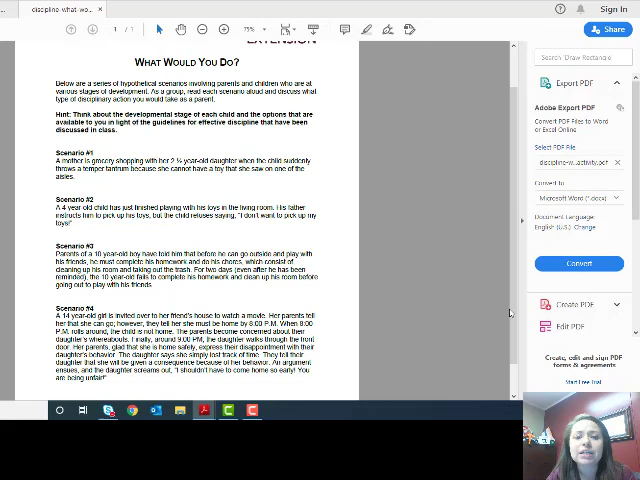 discipline-what-wo...
Sign In
1 / 1
75%
Share
EXTENSION
WHAT WOULD YOU DO?
Below are a series of hypothetical scenarios involving parents and children who are at
various stages of development. As a group, read each scenario aloud and discuss what
type of disciplinary action you would take as a parent.
Hint: Think about the developmental stage of each child and the options that are
available to you in light of the guidelines for effective discipline that have been
discussed in class.
Scenario #1
A mother is grocery shopping with her 2 ½ year-old daughter when the child suddenly
throws a temper tantrum because she cannot have a toy that she saw on one of the
aisles.
Scenario #2
A 4 year old child has just finished playing with his toys in the living room. His father
instructs him to pick up his toys, but the child refuses saying, "I don't want to pick up my
toys!"
Scenario #3
Parents of a 10 year-old boy have told him that before he can go outside and play with
his friends, he must complete his homework and do his chores, which consist of
cleaning up his room and taking out the trash. For two days (even after he has been
reminded), the 10 year-old fails to complete his homework and clean up his room before
going out to play with his friends
Scenario #4
A 14 year-old girl is invited over to her friend's house to watch a movie. Her parents tell
her that she can go; however, they tell her she must be home by 8:00 P.M. When 8:00
P.M. rolls around, the child is not home. The parents become concerned about their
daughter's whereabouts. Finally, around 9:00 PM, the daughter walks through the front
door. Her parents, glad that she is home safely, express their disappointment with their
daughter's behavior. The daughter says she simply lost track of time. They tell their
daughter that she will be given a consequence because of her behavior. An argument
ensues, and the daughter screams out, "I shouldn't have to come home so early! You
are being unfair!"
Search: 'Draw Rectangle'
Export PDF
Adobe Export PDF
Convert PDF Files to Word
or Excel Online
Select PDF File
discipline-w...activity.pdf
Convert to
Microsoft Word (*.docx)
Document Language:
English (U.S.) Change
Convert
Create PDF
Edit PDF
Create, edit and sign PDF
forms & agreements
Start Free Trial